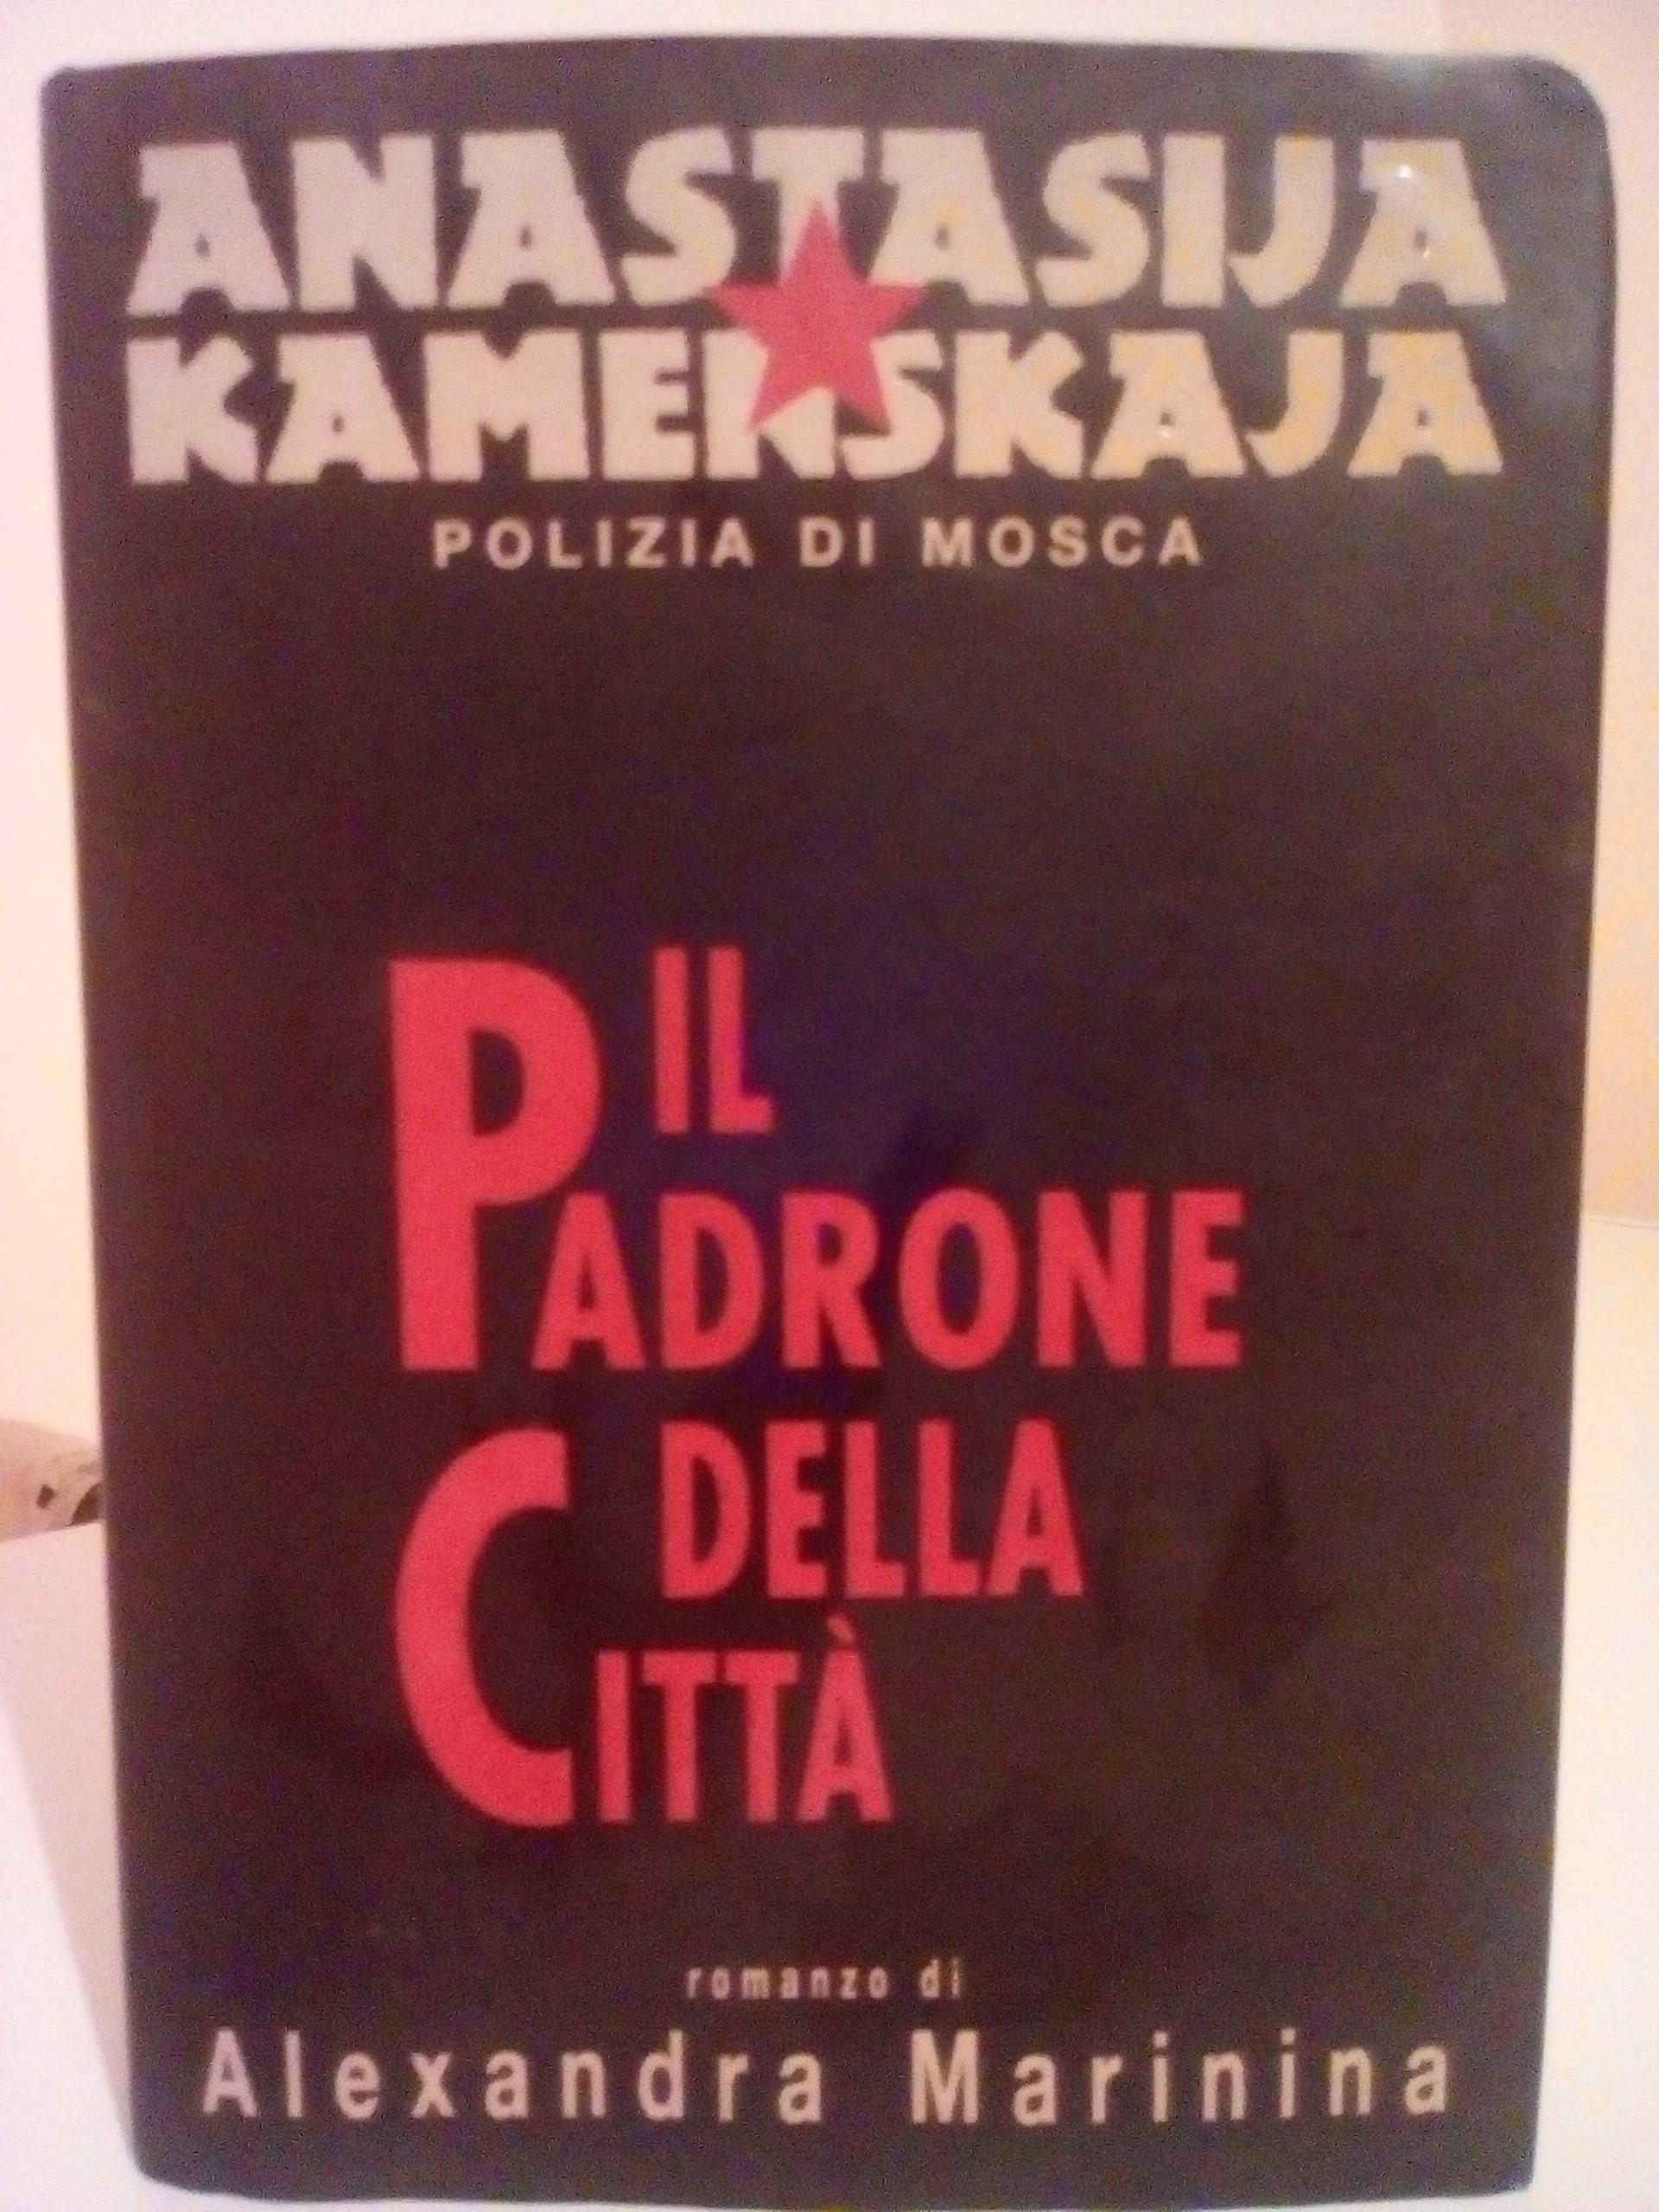 ANASTASIJA
KAMENSKAJA
POLIZIA DI MOSCA
IL
PADRONE
DELLA
CITTÀ
romanzo di
Alexandra Marinina